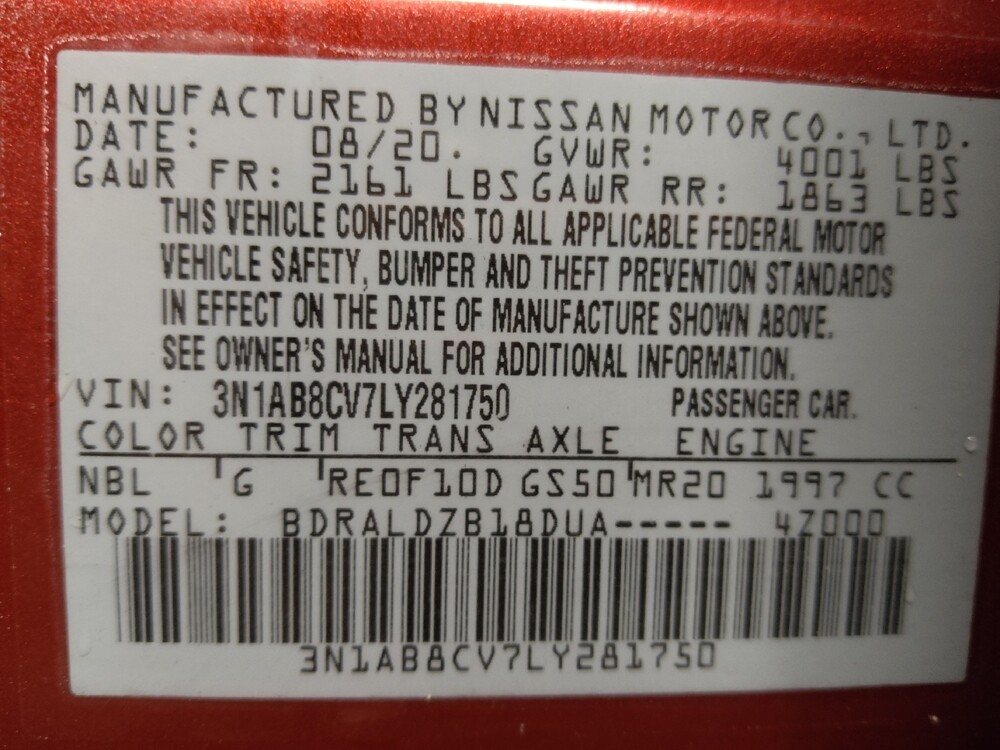 MANUFACTURED BY NISSAN MOTOR CO., LTD.
DATE: 08/20. GVWR: 4001 LBS
GAWR FR: 2161 LBS GAWR RR: 1863 LBS
THIS VEHICLE CONFORMS TO ALL APPLICABLE FEDERAL MOTOR
VEHICLE SAFETY, BUMPER AND THEFT PREVENTION STANDARDS
IN EFFECT ON THE DATE OF MANUFACTURE SHOWN ABOVE.
SEE OWNER'S MANUAL FOR ADDITIONAL INFORMATION.
VIN: 3N1AB8CV7LY281750 PASSENGER CAR.
COLOR TRIM TRANS AXLE ENGINE
NBL G RE0F10D GS50 MR20 1997 CC
MODEL: BDRALDZB18DUA----- 4Z000
3N1AB8CV7LY281750